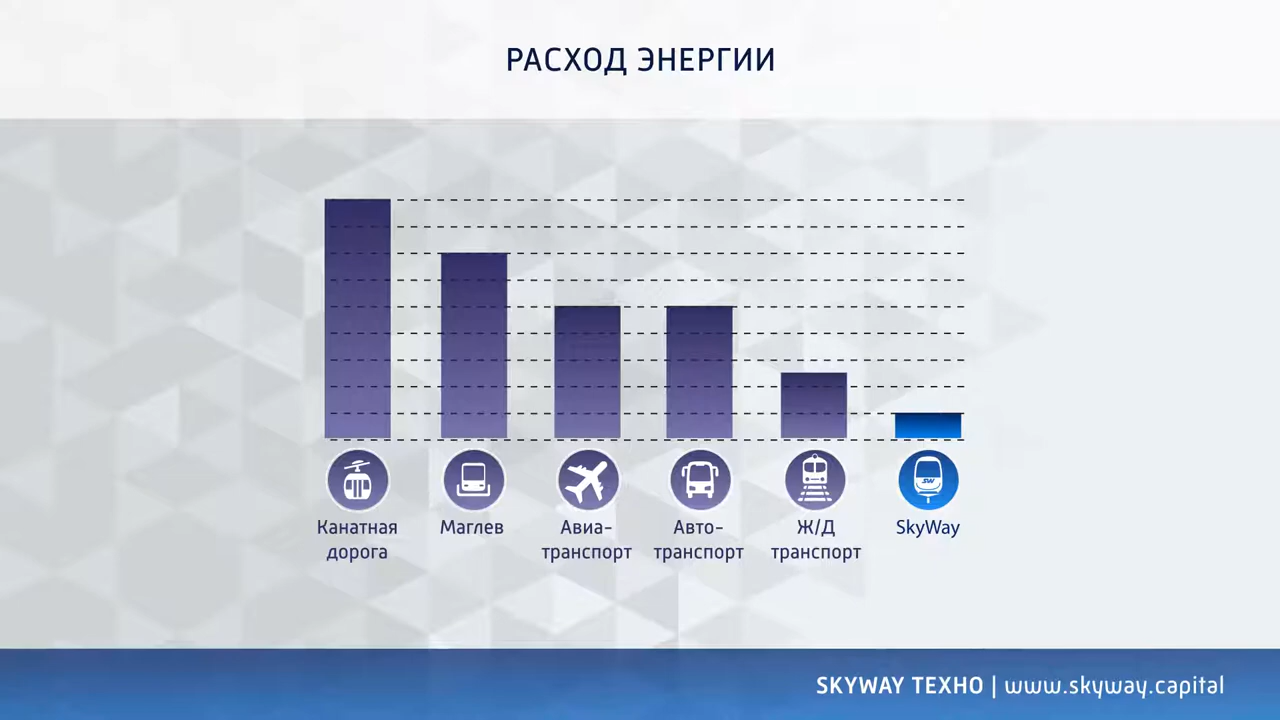 РАСХОД ЭНЕРГИИ
SW
Канатная
дорога
Маглев
Авиа-
транспорт
Авто-
транспорт
Ж/Д
транспорт
SkyWay
SKYWAY ТЕХНО | www.skyway.capital